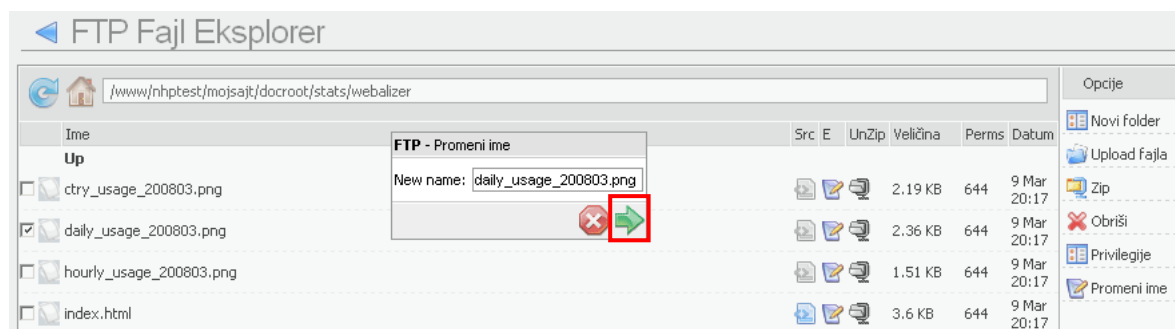 FTP Fajl Eksplorer
/www/nhptest/mojsajt/docroot/stats/webalizer
Ime Src E UnZip Veličina Perms Datum
Up
ctry_usage_200803.png 2.19 KB 644 9 Mar
20:17
daily_usage_200803.png 2.36 KB 644 9 Mar
20:17
hourly_usage_200803.png 1.51 KB 644 9 Mar
20:17
index.html 3.6 KB 644 9 Mar
20:17
FTP - Promeni ime
New name: daily_usage_200803.png
Opcije
Novi folder
Upload fajla
Zip
Obriši
Privilegije
Promeni ime